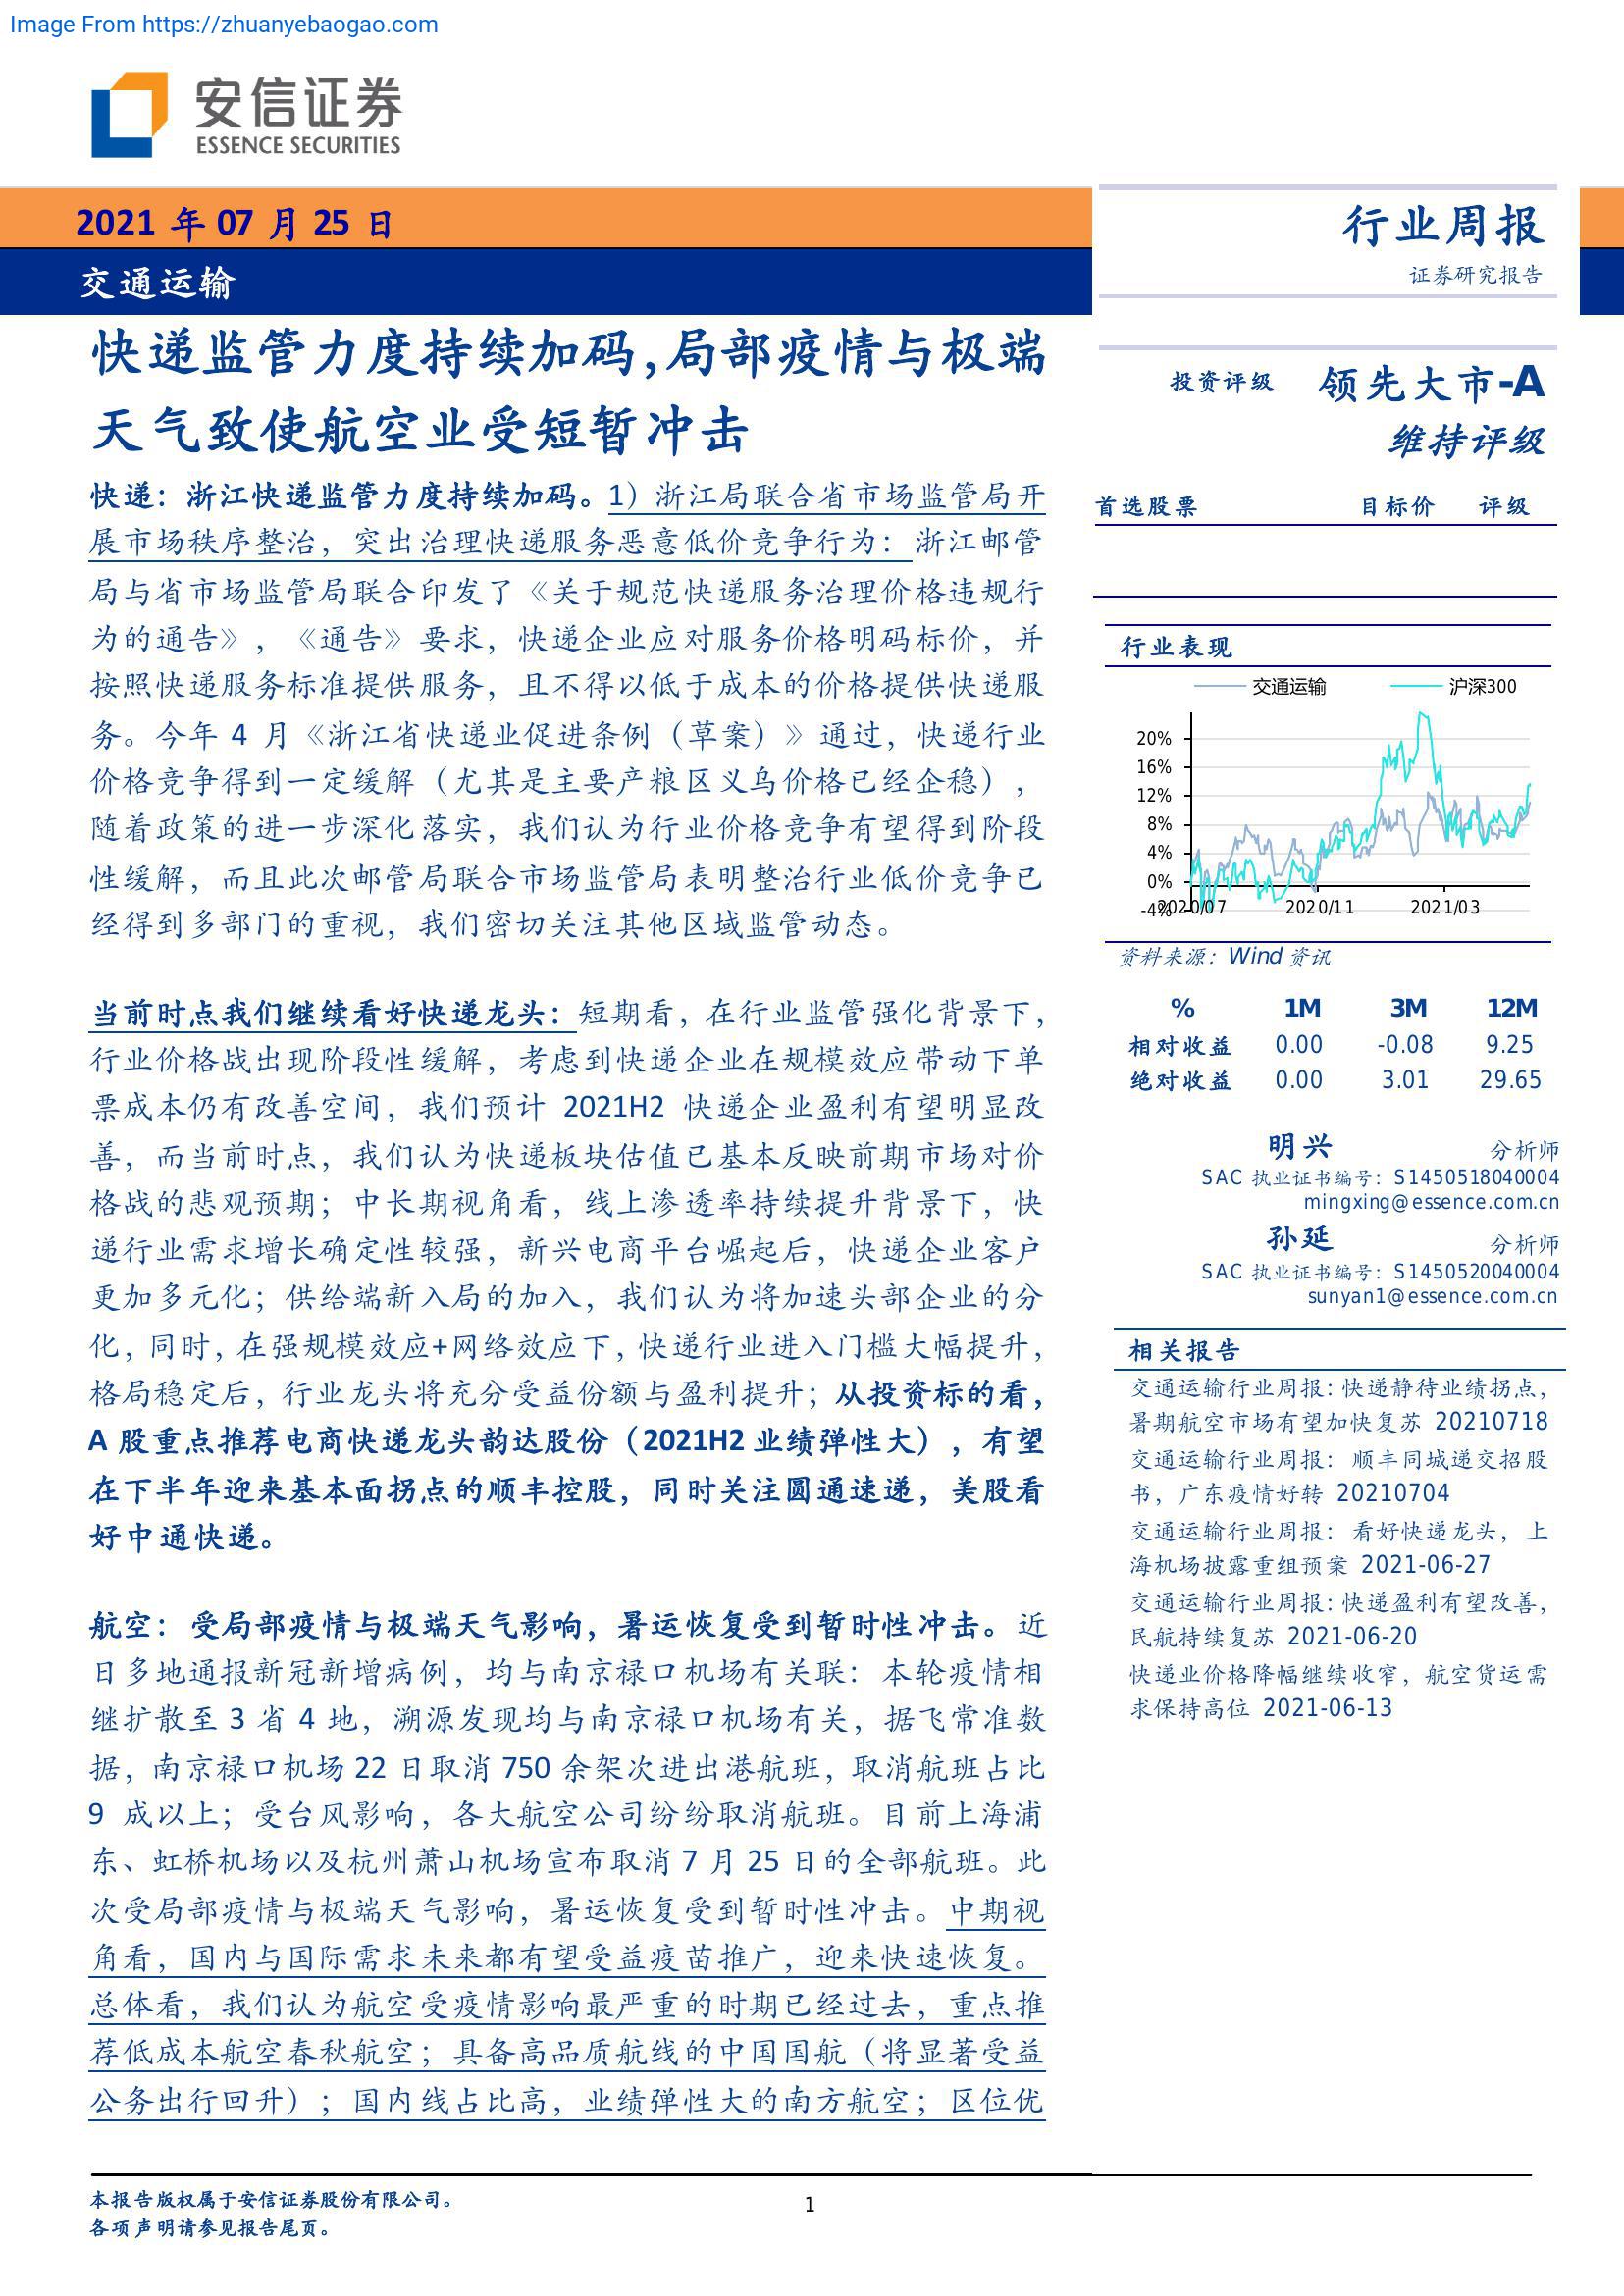 Image From https://zhuanyebaogao.com
安信证券
ESSENCE SECURITIES
2021 年 07 月 25 日
交通运输
快递监管力度持续加码,局部疫情与极端
天气致使航空业受短暂冲击
快递：浙江快递监管力度持续加码。1）浙江局联合省市场监管局开
展市场秩序整治，突出治理快递服务恶意低价竞争行为：浙江邮管
局与省市场监管局联合印发了《关于规范快递服务治理价格违规行
为的通告》，《通告》要求，快递企业应对服务价格明码标价，并
按照快递服务标准提供服务，且不得以低于成本的价格提供快递服
务。今年 4 月《浙江省快递业促进条例（草案）》通过，快递行业
价格竞争得到一定缓解（尤其是主要产粮区义乌价格已经企稳），
随着政策的进一步深化落实，我们认为行业价格竞争有望得到阶段
性缓解，而且此次邮管局联合市场监管局表明整治行业低价竞争已
经得到多部门的重视，我们密切关注其他区域监管动态。
当前时点我们继续看好快递龙头：短期看，在行业监管强化背景下，
行业价格战出现阶段性缓解，考虑到快递企业在规模效应带动下单
票成本仍有改善空间，我们预计 2021H2 快递企业盈利有望明显改
善，而当前时点，我们认为快递板块估值已基本反映前期市场对价
格战的悲观预期；中长期视角看，线上渗透率持续提升背景下，快
递行业需求增长确定性较强，新兴电商平台崛起后，快递企业客户
更加多元化；供给端新入局的加入，我们认为将加速头部企业的分
化，同时，在强规模效应+网络效应下，快递行业进入门槛大幅提升，
格局稳定后，行业龙头将充分受益份额与盈利提升；从投资标的看，
A 股重点推荐电商快递龙头韵达股份（2021H2 业绩弹性大），有望
在下半年迎来基本面拐点的顺丰控股，同时关注圆通速递，美股看
好中通快递。
航空：受局部疫情与极端天气影响，暑运恢复受到暂时性冲击。近
日多地通报新冠新增病例，均与南京禄口机场有关联：本轮疫情相
继扩散至 3 省 4 地，溯源发现均与南京禄口机场有关，据飞常准数
据，南京禄口机场 22 日取消 750 余架次进出港航班，取消航班占比
9 成以上；受台风影响，各大航空公司纷纷取消航班。目前上海浦
东、虹桥机场以及杭州萧山机场宣布取消 7 月 25 日的全部航班。此
次受局部疫情与极端天气影响，暑运恢复受到暂时性冲击。中期视
角看，国内与国际需求未来都有望受益疫苗推广，迎来快速恢复。
总体看，我们认为航空受疫情影响最严重的时期已经过去，重点推
荐低成本航空春秋航空；具备高品质航线的中国国航（将显著受益
公务出行回升）；国内线占比高，业绩弹性大的南方航空；区位优
行业周报
证券研究报告
投资评级 领先大市-A
维持评级
首选股票 目标价 评级
行业表现
交通运输 沪深300
20%
16%
12%
8%
4%
0%
-4%
2020/07 2020/11 2021/03
资料来源：Wind 资讯
% 1M 3M 12M
相对收益 0.00 -0.08 9.25
绝对收益 0.00 3.01 29.65
明兴 分析师
SAC 执业证书编号：S1450518040004
mingxing@essence.com.cn
孙延 分析师
SAC 执业证书编号：S1450520040004
sunyan1@essence.com.cn
相关报告
交通运输行业周报：快递静待业绩拐点，
暑期航空市场有望加快复苏 20210718
交通运输行业周报： 顺丰同城递交招股
书，广东疫情好转 20210704
交通运输行业周报： 看好快递龙头，上
海机场披露重组预案 2021-06-27
交通运输行业周报：快递盈利有望改善，
民航持续复苏 2021-06-20
快递业价格降幅继续收窄，航空货运需
求保持高位 2021-06-13
本报告版权属于安信证券股份有限公司。
各项声明请参见报告尾页。
1